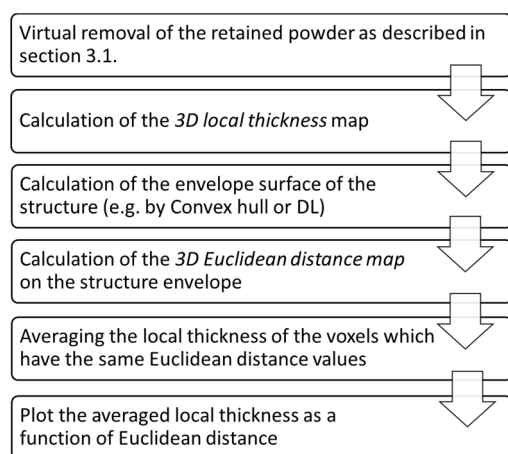 Virtual removal of the retained powder as described in
section 3.1.
Calculation of the 3D local thickness map
Calculation of the envelope surface of the
structure (e.g. by Convex hull or DL)
Calculation of the 3D Euclidean distance map
on the structure envelope
Averaging the local thickness of the voxels which
have the same Euclidean distance values
Plot the averaged local thickness as a
function of Euclidean distance